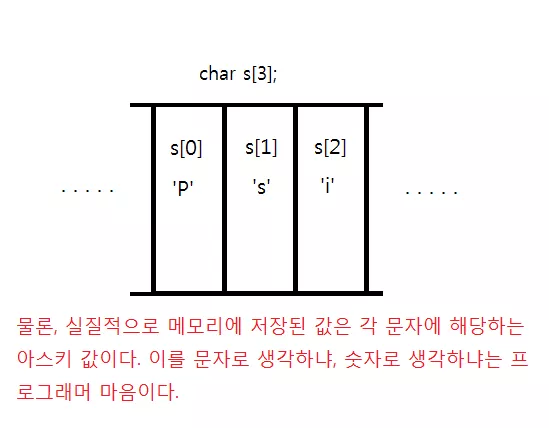 char s[3];
s[0] s[1] s[2]
. . . . . 'P' 's' 'i' . . . . .
물론, 실질적으로 메모리에 저장된 값은 각 문자에 해당하는
아스키 값이다. 이를 문자로 생각하냐, 숫자로 생각하냐는 프
로그래머 마음이다.